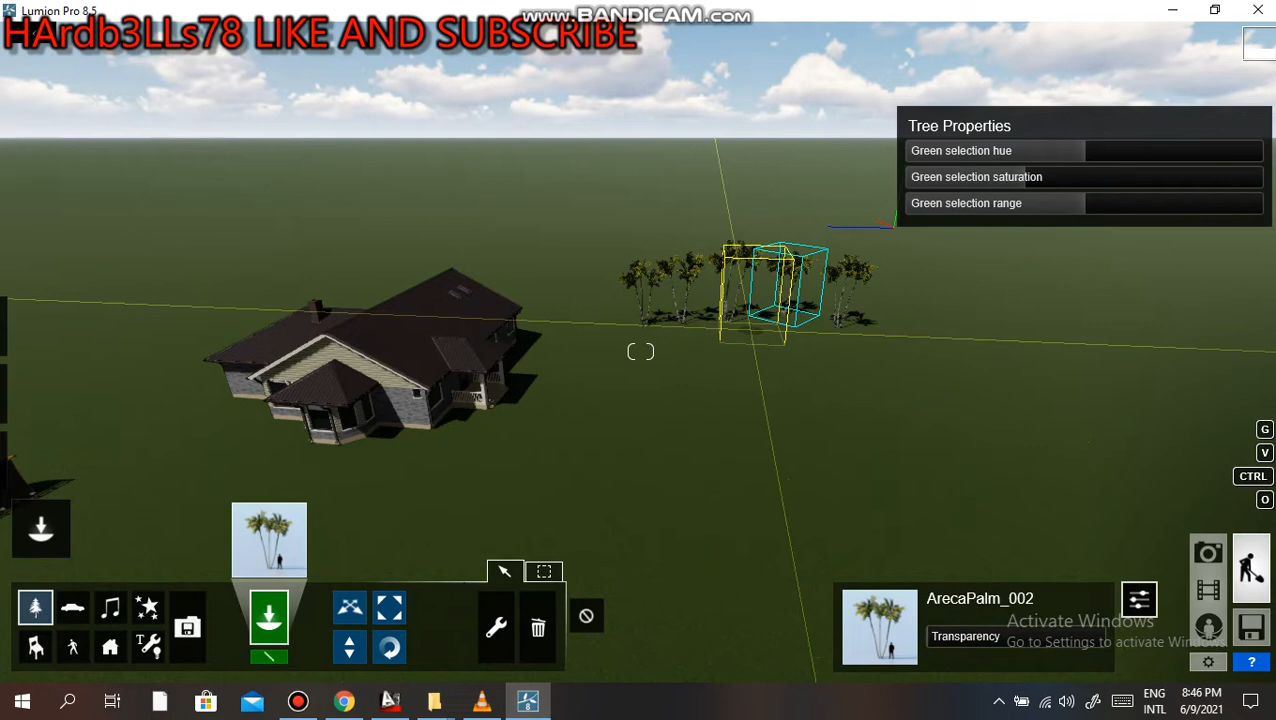 Lumion Pro 8.5
www.BANDICAM.com
HArdb3LLs78 LIKE AND SUBSCRIBE
Tree Properties
Green selection hue
Green selection saturation
Green selection range
G
V
CTRL
O
ArecaPalm_002
Transparency
Activate Windows
Go to Settings to activate Windows.
T
?
8
ENG
INTL
8:46 PM
6/9/2021